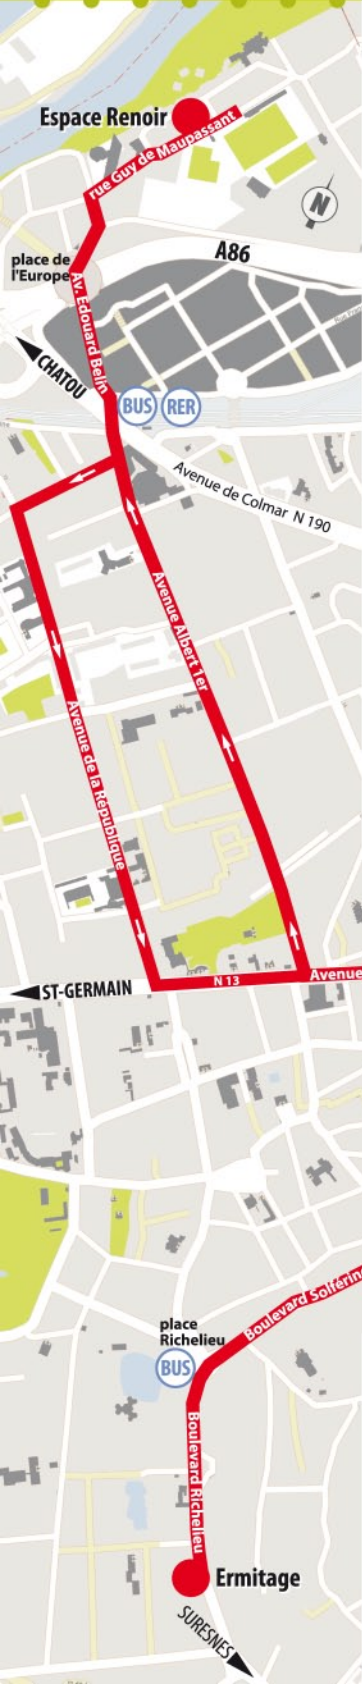 Espace Renoir
rue Guy de Maupassant
N
place de
l'Europe
A86
Av. Edouard Belin
CHATOU
BUS
RER
Avenue de Colmar N 190
Avenue Albert 1er
Avenue de la République
ST-GERMAIN
N 13
Avenue
place
Richelieu
BUS
Boulevard Solférin
Boulevard Richelieu
Ermitage
SURESNES